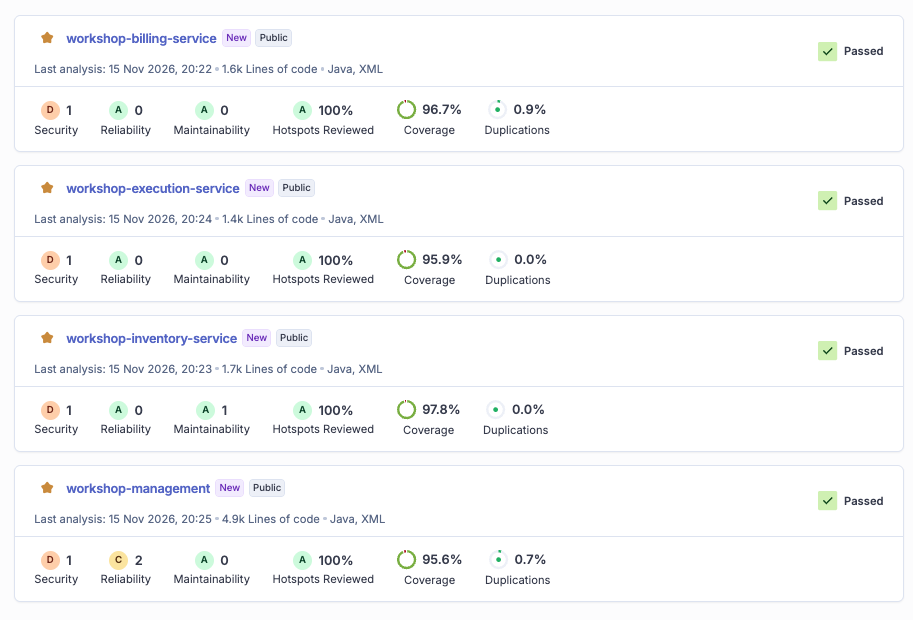 workshop-billing-service New Public
Passed
Last analysis: 15 Nov 2026, 20:22 • 1.6k Lines of code • Java, XML
D 1 A 0 A 0 A 100% 96.7% 0.9%
Security Reliability Maintainability Hotspots Reviewed Coverage Duplications
workshop-execution-service New Public
Passed
Last analysis: 15 Nov 2026, 20:24 • 1.4k Lines of code • Java, XML
D 1 A 0 A 0 A 100% 95.9% 0.0%
Security Reliability Maintainability Hotspots Reviewed Coverage Duplications
workshop-inventory-service New Public
Passed
Last analysis: 15 Nov 2026, 20:23 • 1.7k Lines of code • Java, XML
D 1 A 0 A 1 A 100% 97.8% 0.0%
Security Reliability Maintainability Hotspots Reviewed Coverage Duplications
workshop-management New Public
Passed
Last analysis: 15 Nov 2026, 20:25 • 4.9k Lines of code • Java, XML
D 1 C 2 A 0 A 100% 95.6% 0.7%
Security Reliability Maintainability Hotspots Reviewed Coverage Duplications